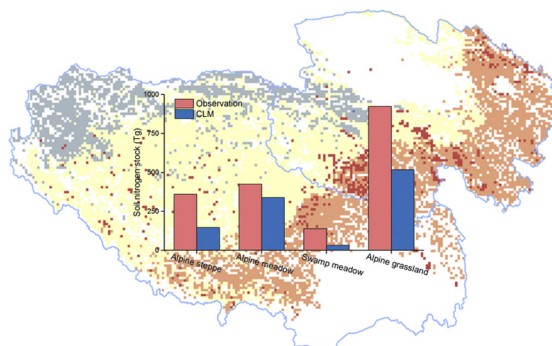 1000
750
500
250
0
Soil nitrogen stock (Tg)
Observation
CLM
Alpine steppe
Alpine meadow
Swamp meadow
Alpine grassland